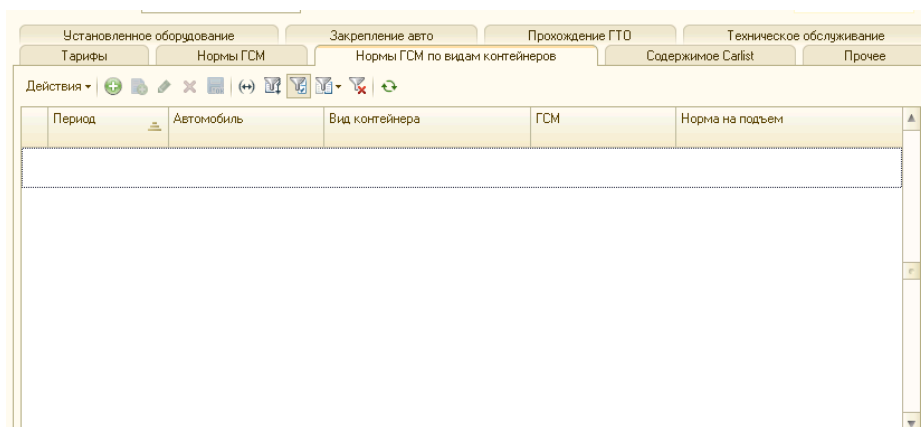 Установленное оборудование Закрепление авто Прохождение ГТО Техническое обслуживание
Тарифы Нормы ГСМ Нормы ГСМ по видам контейнеров Содержимое Carlist Прочее
Действия
Период Автомобиль Вид контейнера ГСМ Норма на подъем